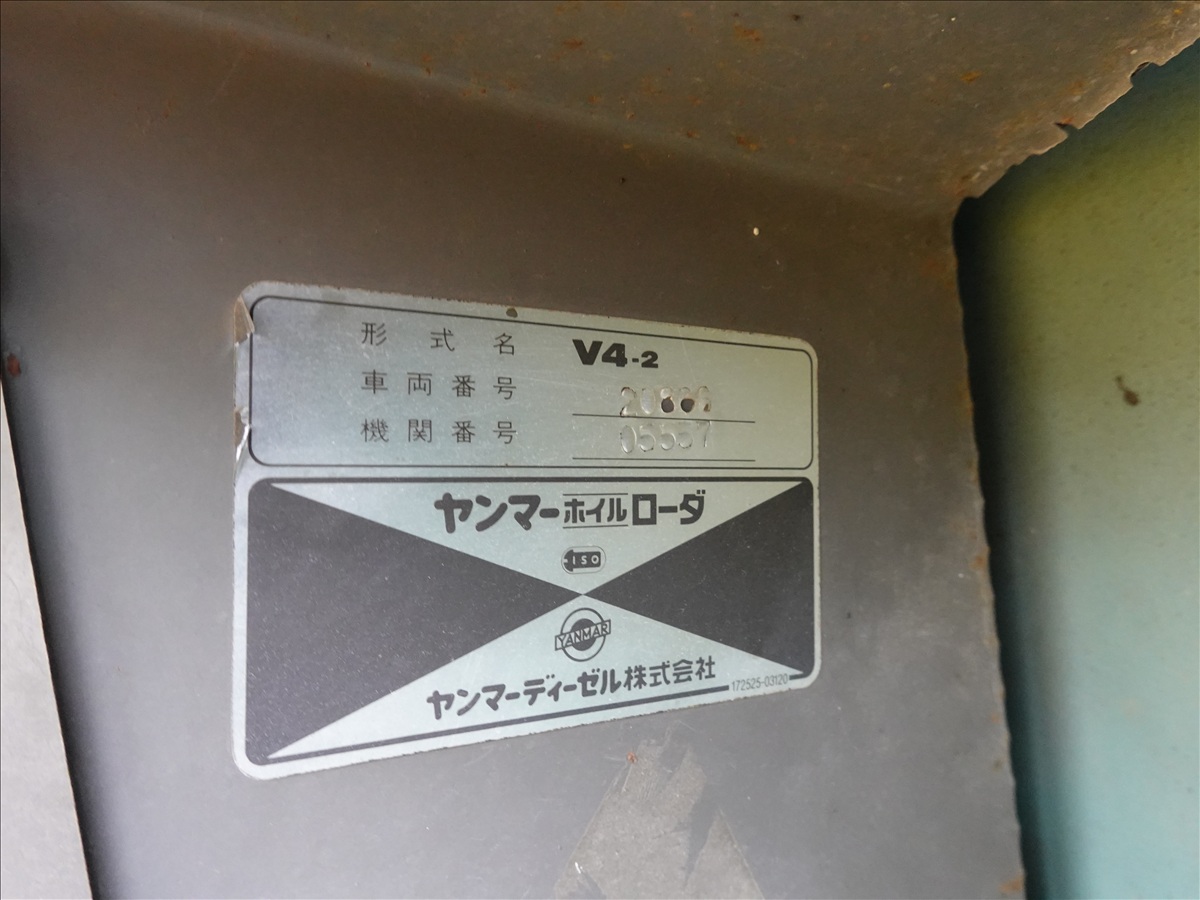 形式名 V4-2
車両番号
機関番号 05557
ヤンマーホイルローダ
ISO
YANMAR
ヤンマーディーゼル株式会社
172525-03120